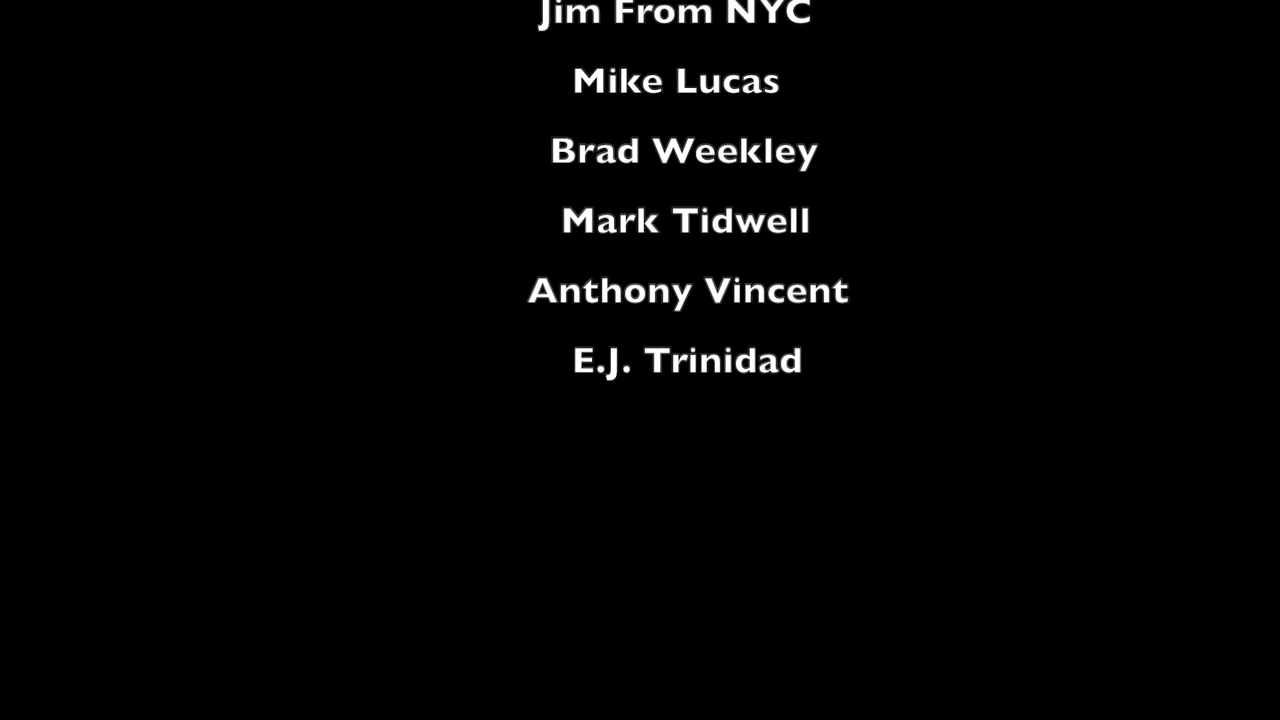 Jim From NYC
Mike Lucas
Brad Weekley
Mark Tidwell
Anthony Vincent
E.J. Trinidad